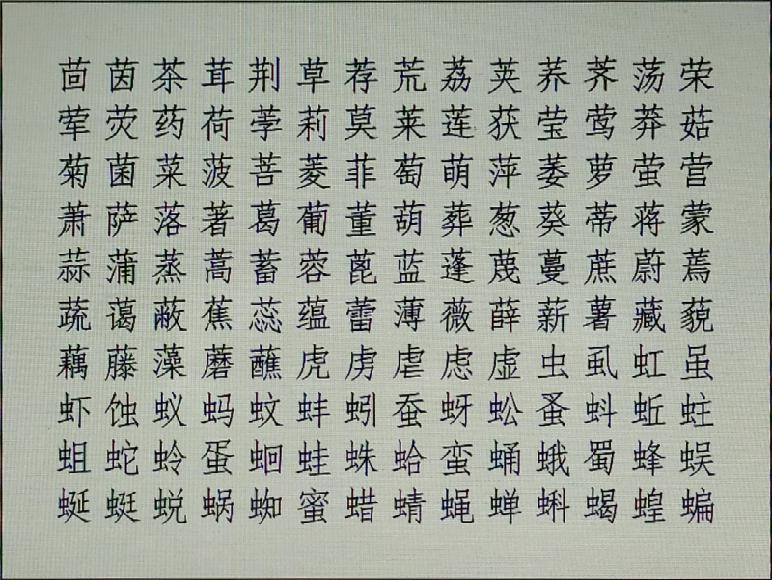 茴茵茶茸荆草荐荒荔荚荞荠荡荣
荤荧药荷荸莉莫莱莲获莹莺莽菇
菊菌菜菠菩菱菲萄萌萍萎萝萤营
萧萨落著葛葡董葫葬葱葵蒂蒋蒙
蒜蒲蒸蒿蓄蓉蓖蓝蓬蔑蔓蔗蔚蔫
蔬蔼蔽蕉蕊蕴蕾薄薇薛薪薯藏藐
藕藤藻蘑蘸虎虏虐虑虚虫虱虹虽
虾蚀蚁蚂蚊蚌蚓蚕蚜蚣蚤蚪蚯蛀
蛆蛇蛉蛋蛔蛙蛛蛤蛮蛹蛾蜀蜂蜈
蜒蜓蜕蜗蜘蜜蜡蜻蝇蝉蝌蝎蝗蝙